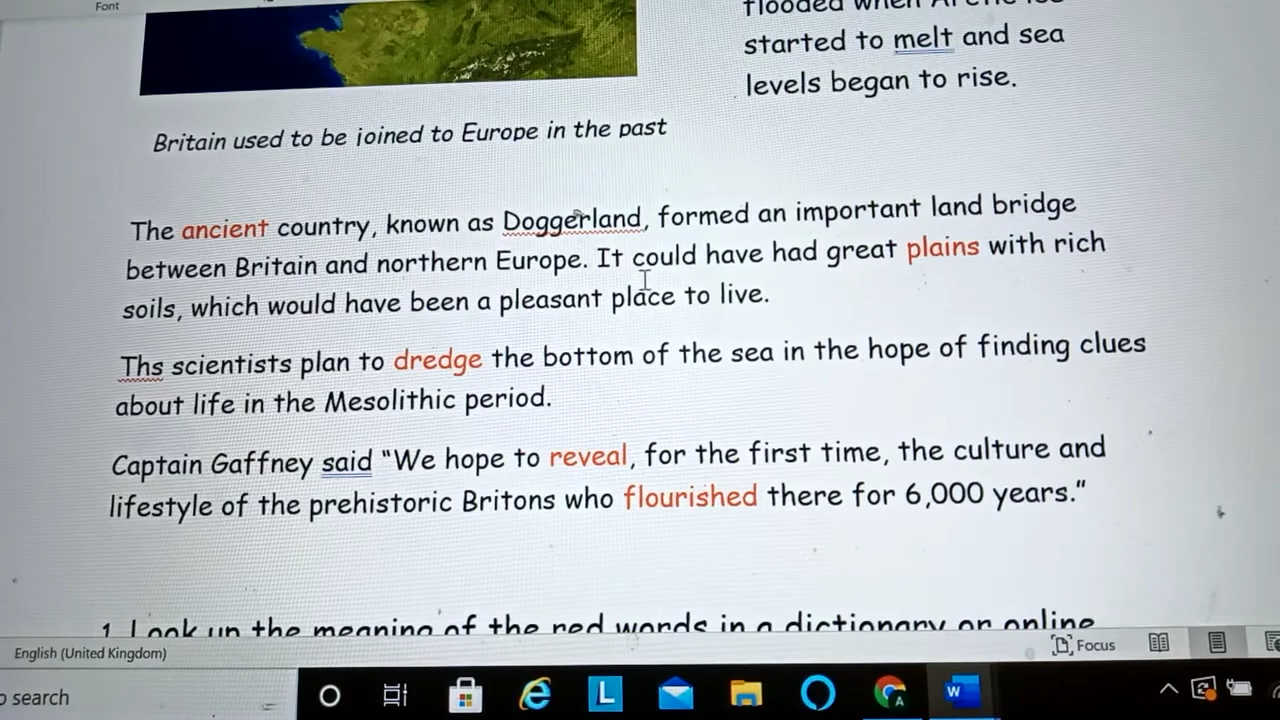 Font
flooded when Arctic ice
started to melt and sea
levels began to rise.
Britain used to be joined to Europe in the past
The ancient country, known as Doggerland, formed an important land bridge
between Britain and northern Europe. It could have had great plains with rich
soils, which would have been a pleasant place to live.
Ths scientists plan to dredge the bottom of the sea in the hope of finding clues
about life in the Mesolithic period.
Captain Gaffney said "We hope to reveal, for the first time, the culture and
lifestyle of the prehistoric Britons who flourished there for 6,000 years."
1. Look up the meaning of the red words in a dictionary or online
English (United Kingdom)
Focus
search